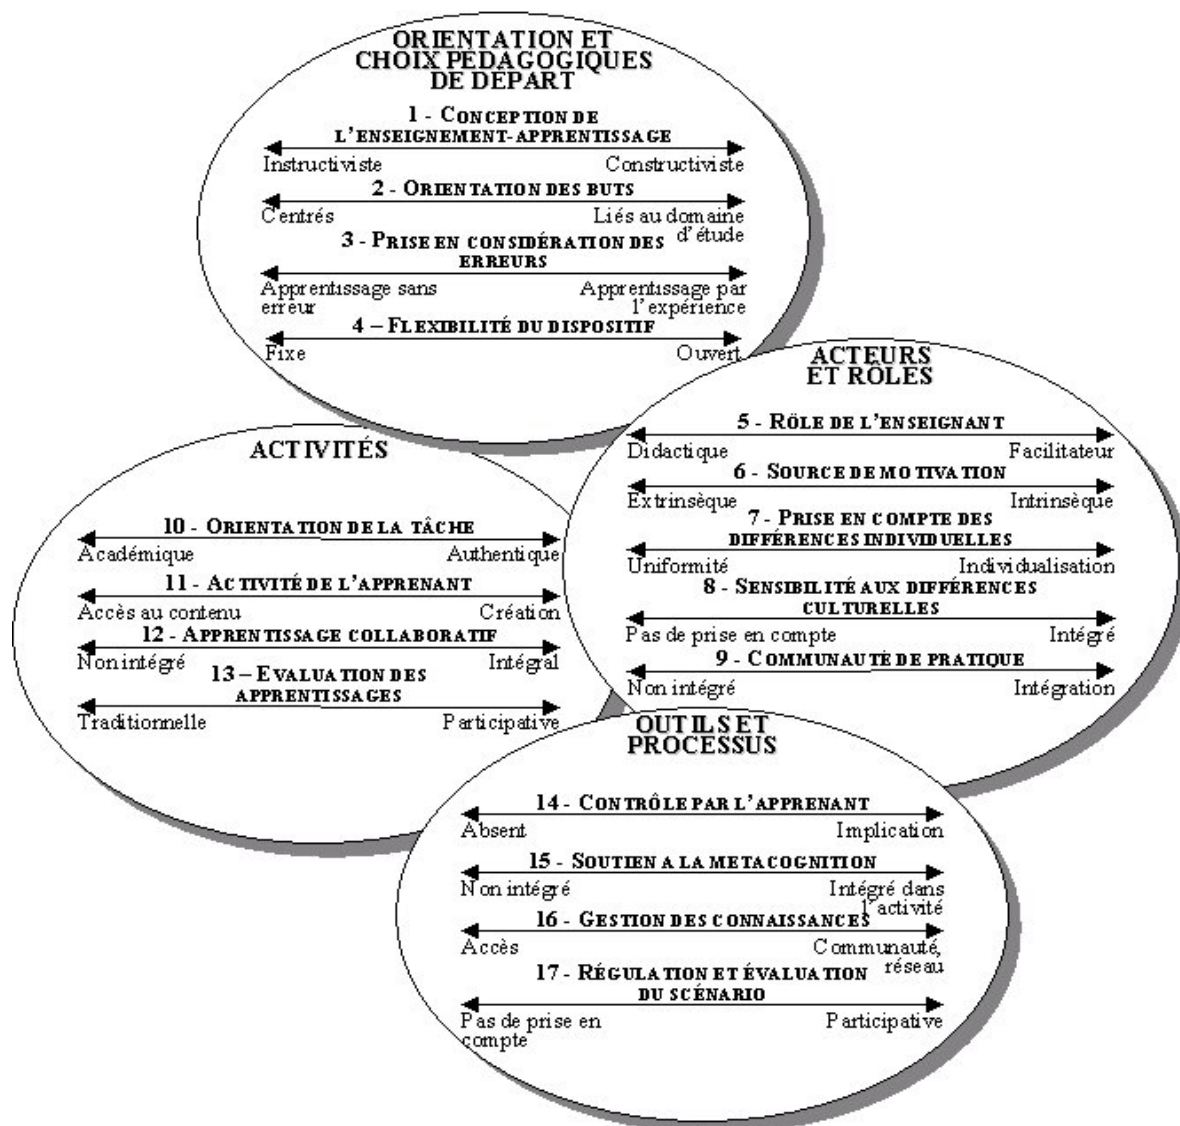 ORIENTATION ET
CHOIX PÉDAGOGIQUES
DE DÉPART
1 - CONCEPTION DE
L'ENSEIGNEMENT-APPRENTISSAGE
Instructiviste Constructiviste
2 - ORIENTATION DES BUTS
Centrés Liés au domaine
d'étude
3 - PRISE EN CONSIDÉRATION DES
ERREURS
Apprentissage sans Apprentissage par
erreur l'expérience
4 – FLEXIBILITÉ DU DISPOSITIF
Fixe Ouvert
ACTEURS
ET RÔLES
5 - RÔLE DE L'ENSEIGNANT
Didactique Facilitateur
6 - SOURCE DE MOTIVATION
Extrinsèque Intrinsèque
7 - PRISE EN COMPTE DES
DIFFÉRENCES INDIVIDUELLES
Uniformité Individualisation
8 - SENSIBILITÉ AUX DIFFÉRENCES
CULTURELLES
Pas de prise en compte Intégré
9 - COMMUNAUTÉ DE PRATIQUE
Non intégré Intégration
ACTIVITÉS
10 - ORIENTATION DE LA TÂCHE
Académique Authentique
11 - ACTIVITÉ DE L'APPRENANT
Accès au contenu Création
12 - APPRENTISSAGE COLLABORATIF
Non intégré Intégral
13 – EVALUATION DES
APPRENTISSAGES
Traditionnelle Participative
OUTILS ET
PROCESSUS
14 - CONTRÔLE PAR L'APPRENANT
Absent Implication
15 - SOUTIEN A LA METACOGNITION
Non intégré Intégré dans
l'activité
16 - GESTION DES CONNAISSANCES
Accès Communauté,
réseau
17 - RÉGULATION ET ÉVALUATION
DU SCÉNARIO
Pas de prise en Participative
compte